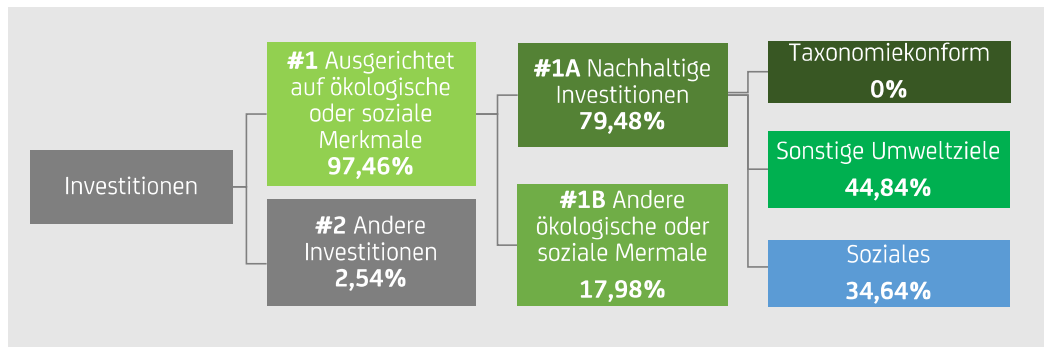 Investitionen
#1 Ausgerichtet
auf ökologische
oder soziale
Merkmale
97,46%
#2 Andere
Investitionen
2,54%
#1A Nachhaltige
Investitionen
79,48%
#1B Andere
ökologische oder
soziale Mermale
17,98%
Taxonomiekonform
0%
Sonstige Umweltziele
44,84%
Soziales
34,64%